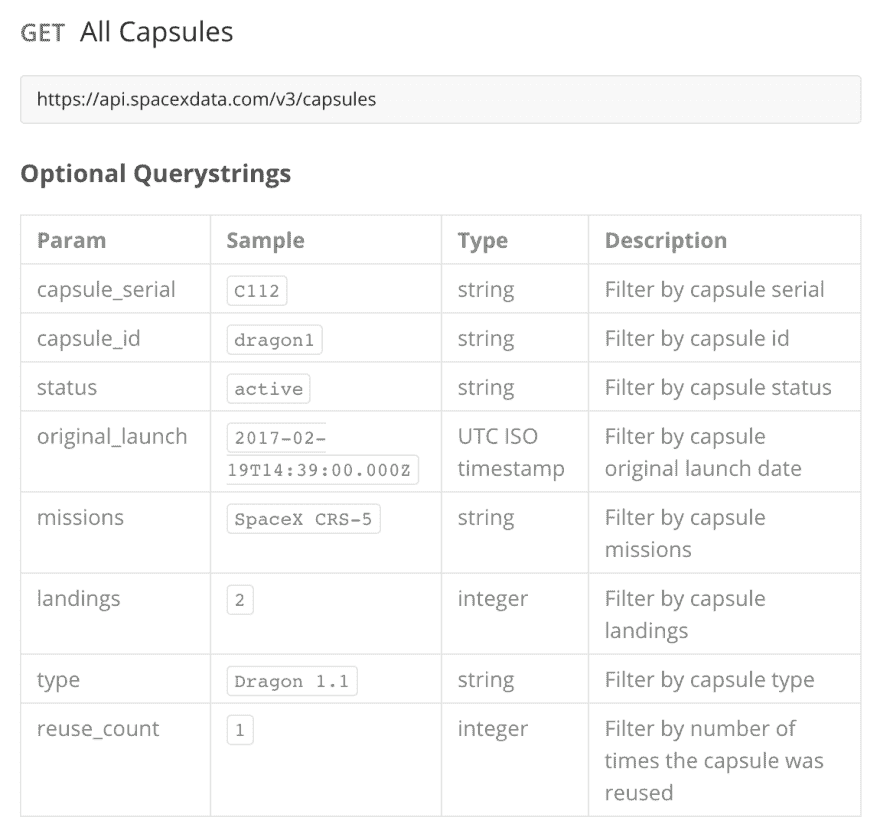 GET All Capsules
https://api.spacexdata.com/v3/capsules
Optional Querystrings
Param Sample Type Description
capsule_serial C112 string Filter by capsule serial
capsule_id dragon1 string Filter by capsule id
status active string Filter by capsule status
original_launch 2017-02- UTC ISO Filter by capsule
19T14:39:00.000Z timestamp original launch date
missions SpaceX CRS-5 string Filter by capsule
missions
landings 2 integer Filter by capsule
landings
type Dragon 1.1 string Filter by capsule type
reuse_count 1 integer Filter by number of
times the capsule was
reused